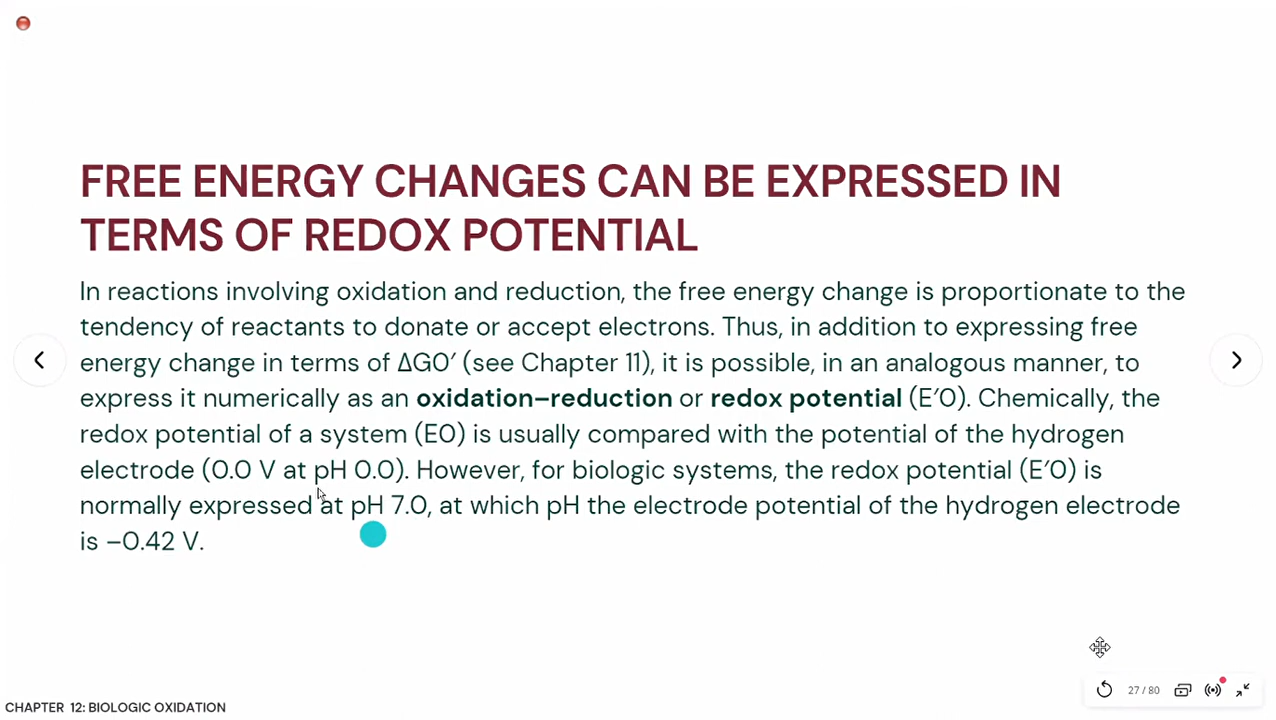 FREE ENERGY CHANGES CAN BE EXPRESSED IN
TERMS OF REDOX POTENTIAL
In reactions involving oxidation and reduction, the free energy change is proportionate to the
tendency of reactants to donate or accept electrons. Thus, in addition to expressing free
energy change in terms of ΔG0′ (see Chapter 11), it is possible, in an analogous manner, to
express it numerically as an oxidation–reduction or redox potential (E′0). Chemically, the
redox potential of a system (E0) is usually compared with the potential of the hydrogen
electrode (0.0 V at pH 0.0). However, for biologic systems, the redox potential (E′0) is
normally expressed at pH 7.0, at which pH the electrode potential of the hydrogen electrode
is –0.42 V.
27 / 80
CHAPTER 12: BIOLOGIC OXIDATION